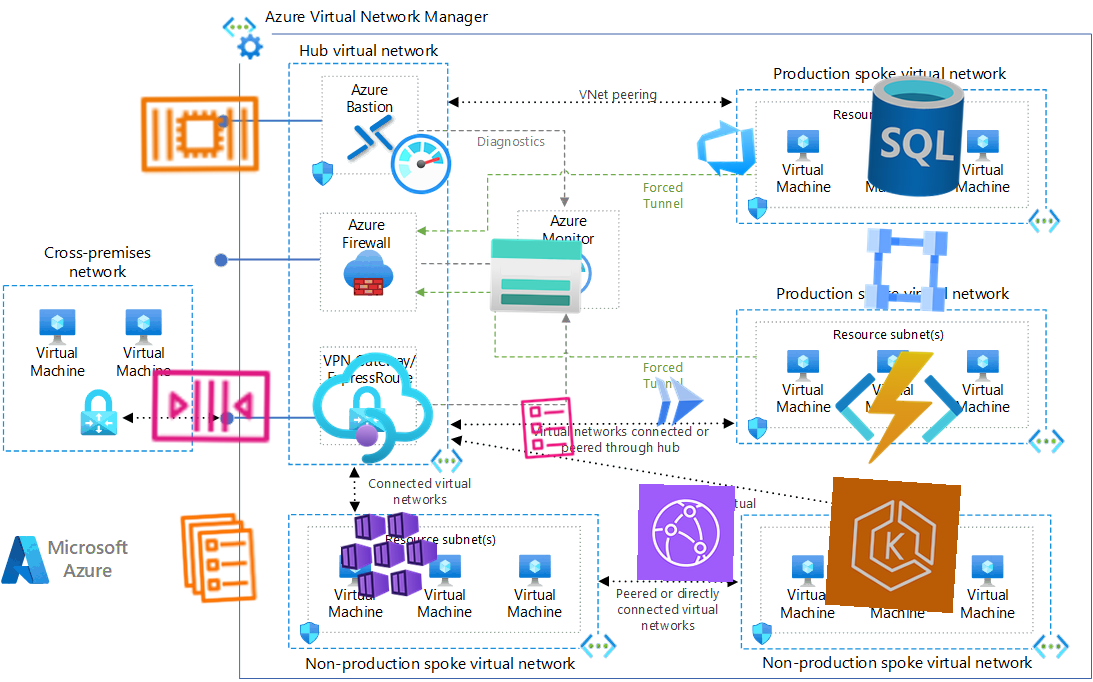 Azure Virtual Network Manager
Hub virtual network
Azure
Bastion
VNet peering
Diagnostics
Production spoke virtual network
SQL
Virtual
Machine
Virtual
Machine
Forced
Tunnel
Azure
Firewall
Azure
Monitor
Cross-premises
network
Virtual
Machine
Virtual
Machine
VPN Gateway/
ExpressRoute
Production spoke virtual network
Resource subnet(s)
Virtual
Machine
Virtual
Machine
Virtual
Machine
Forced
Tunnel
Virtual networks connected or
peered through hub
Connected virtual
networks
Resource subnet(s)
Virtual
Machine
Virtual
Machine
Virtual
Machine
Non-production spoke virtual network
Peered or directly
connected virtual
networks
K
Virtual
Machine
Machine
Virtual
Machine
Non-production spoke virtual network
Microsoft
Azure